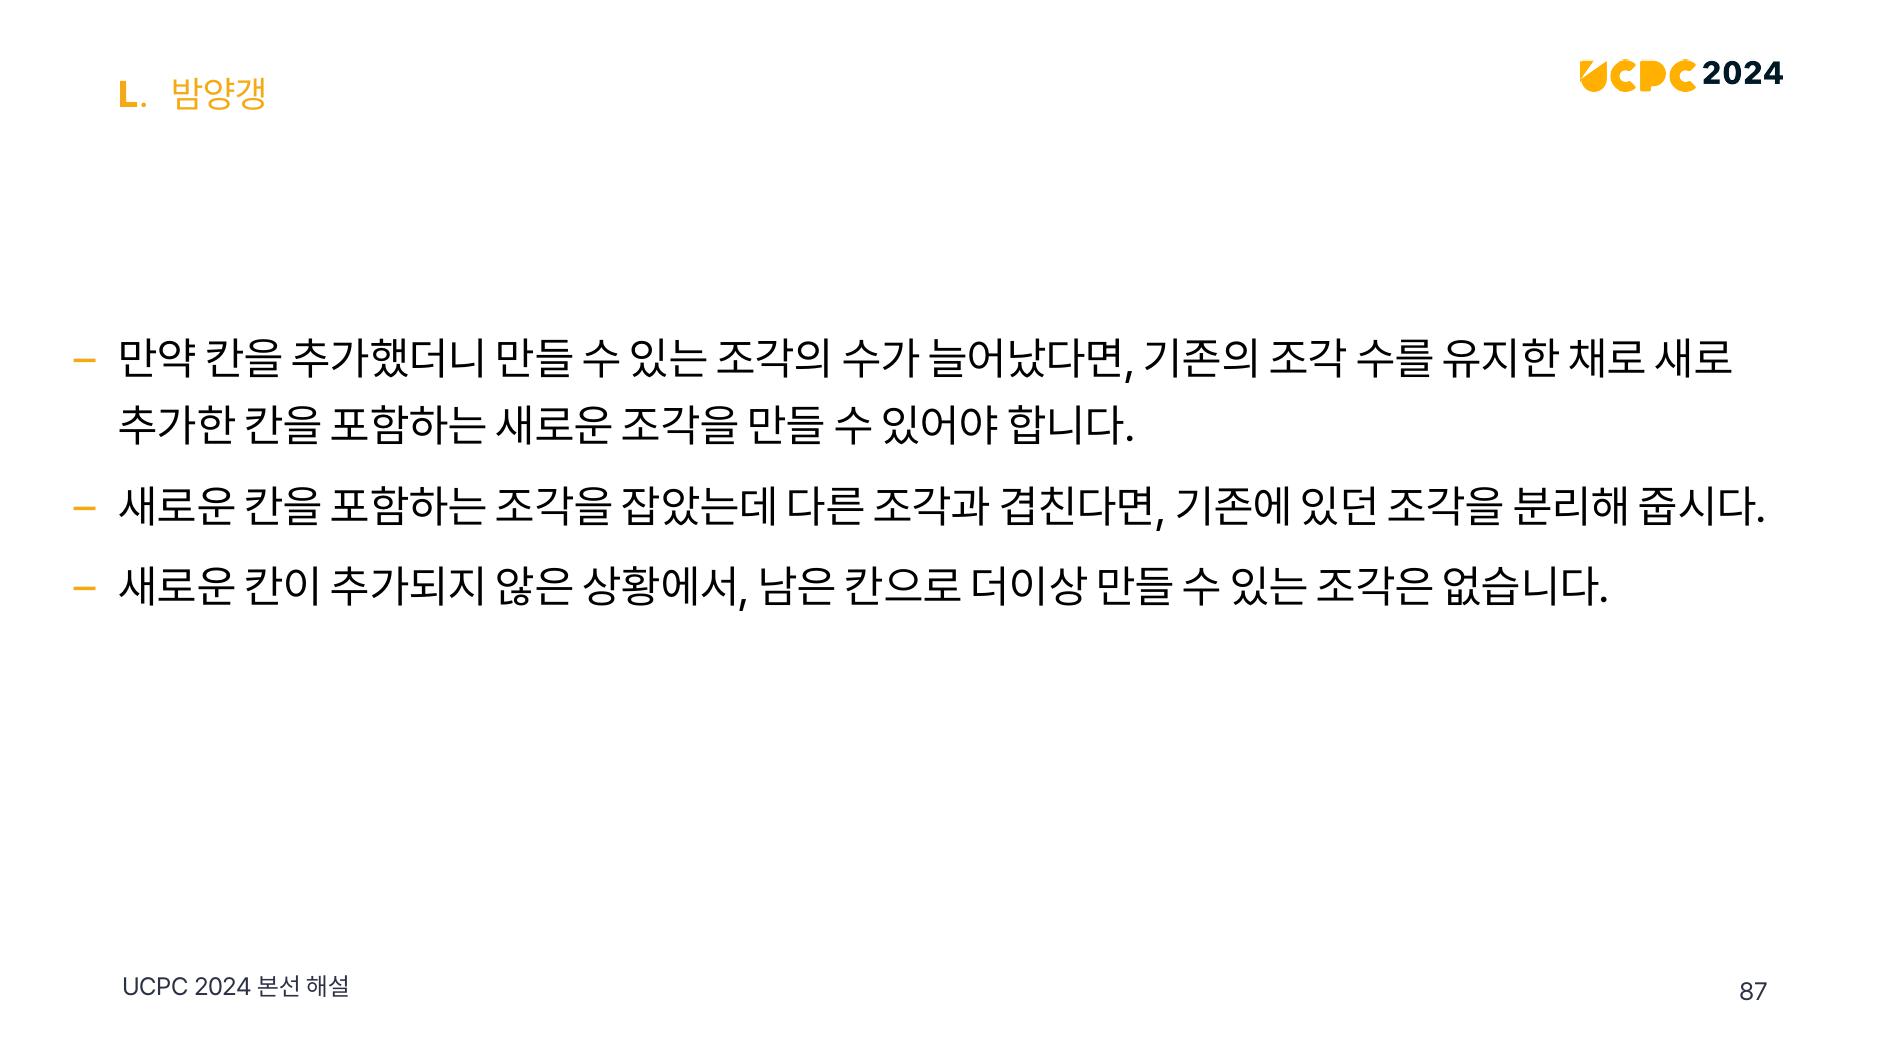 L. 밤양갱
UCPC 2024
– 만약 칸을 추가했더니 만들 수 있는 조각의 수가 늘어났다면, 기존의 조각 수를 유지한 채로 새로
추가한 칸을 포함하는 새로운 조각을 만들 수 있어야 합니다.
– 새로운 칸을 포함하는 조각을 잡았는데 다른 조각과 겹친다면, 기존에 있던 조각을 분리해 줍시다.
– 새로운 칸이 추가되지 않은 상황에서, 남은 칸으로 더이상 만들 수 있는 조각은 없습니다.
UCPC 2024 본선 해설
87